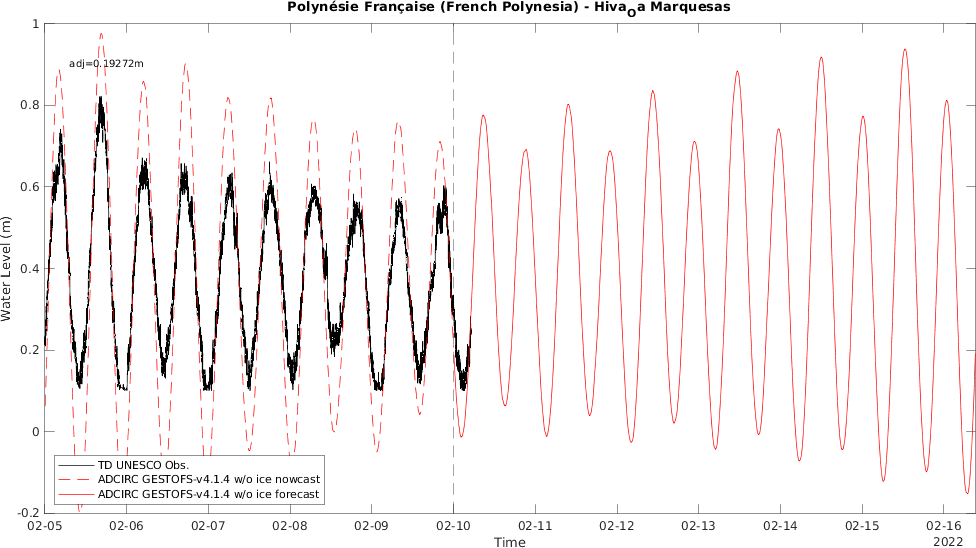 Polynésie Française (French Polynesia) - Hiva_Oa Marquesas
adj=0.19272m
Water Level (m)
1
0.8
0.6
0.4
0.2
0
-0.2
TD UNESCO Obs.
ADCIRC GESTOFS-v4.1.4 w/o ice nowcast
ADCIRC GESTOFS-v4.1.4 w/o ice forecast
02-05 02-06 02-07 02-08 02-09 02-10 02-11 02-12 02-13 02-14 02-15 02-16
Time
2022